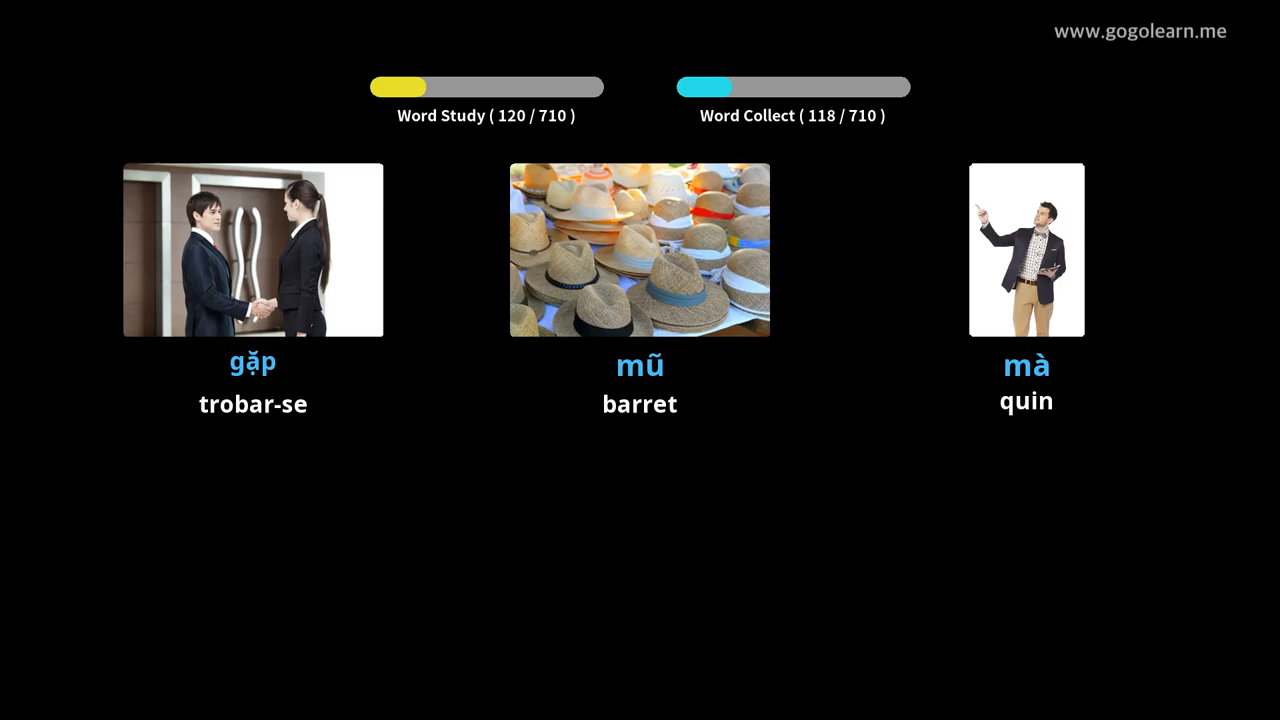 www.gogolearn.me
Word Study ( 120 / 710 )
Word Collect ( 118 / 710 )
gặp
mũ
mà
trobar-se
barret
quin